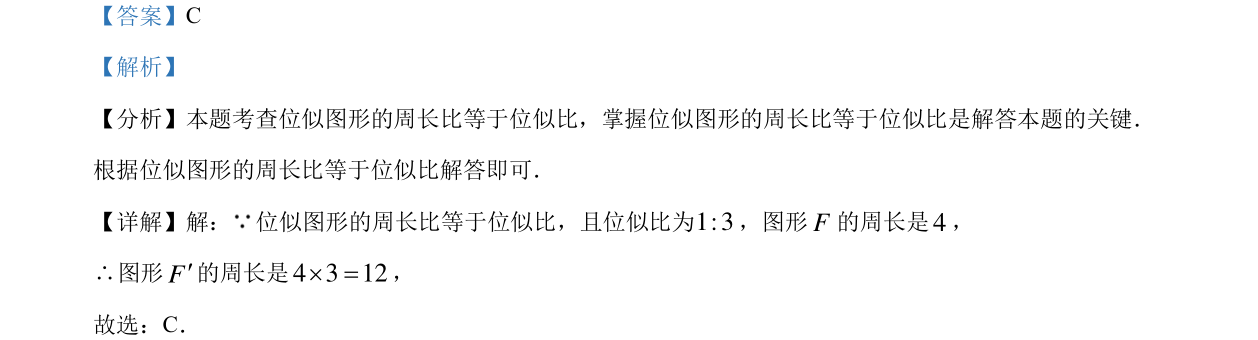 【答案】C
【解析】
【分析】本题考查位似图形的周长比等于位似比，掌握位似图形的周长比等于位似比是解答本题的关键．
根据位似图形的周长比等于位似比解答即可．
【详解】解：∵位似图形的周长比等于位似比，且位似比为1:3，图形 F 的周长是4，
∴图形 F′的周长是4×3=12，
故选：C．